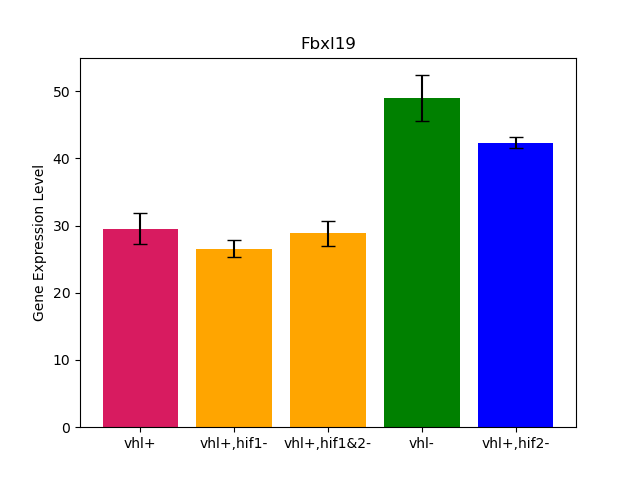 Fbxl19
Gene Expression Level
50
40
30
20
10
0
vhl+
vhl+,hif1-
vhl+,hif1&2-
vhl-
vhl+,hif2-